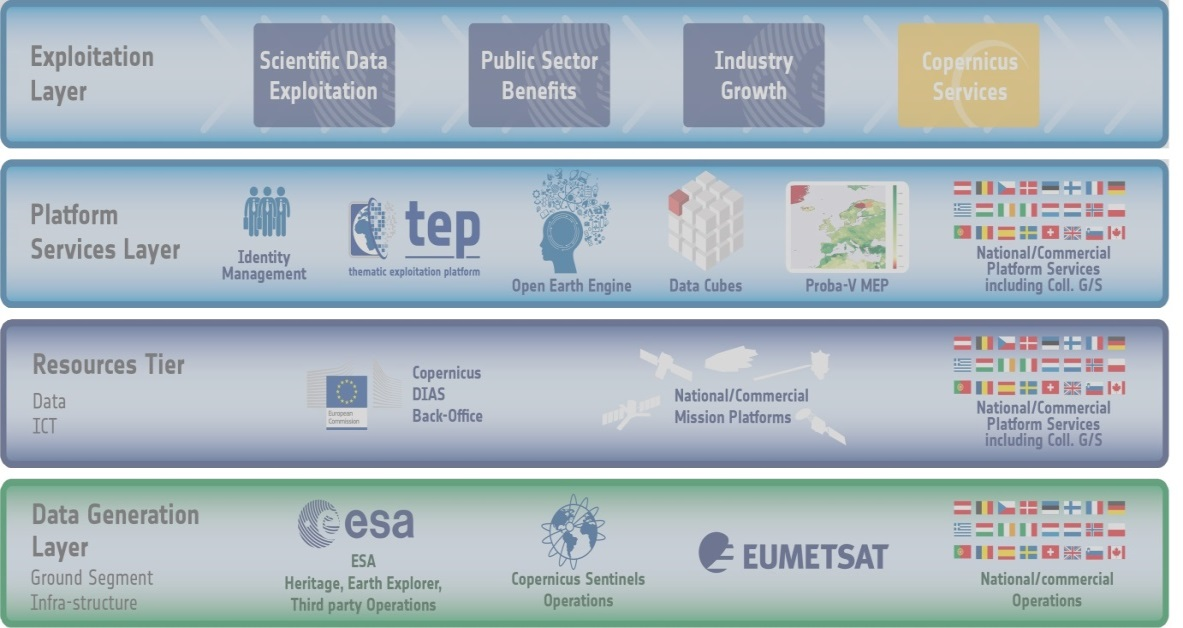 Exploitation
Layer
Scientific Data
Exploitation
Public Sector
Benefits
Industry
Growth
Copernicus
Services
Platform
Services Layer
Identity
Management
tep
thematic exploitation platform
Open Earth Engine
Data Cubes
Proba-V MEP
National/Commercial
Platform Services
including Coll. G/S
Resources Tier
Data
ICT
European
Commission
Copernicus
DIAS
Back-Office
National/Commercial
Mission Platforms
National/Commercial
Platform Services
including Coll. G/S
Data Generation
Layer
Ground Segment
Infra-structure
esa
ESA
Heritage, Earth Explorer,
Third party Operations
Copernicus Sentinels
Operations
EUMETSAT
National/commercial
Operations